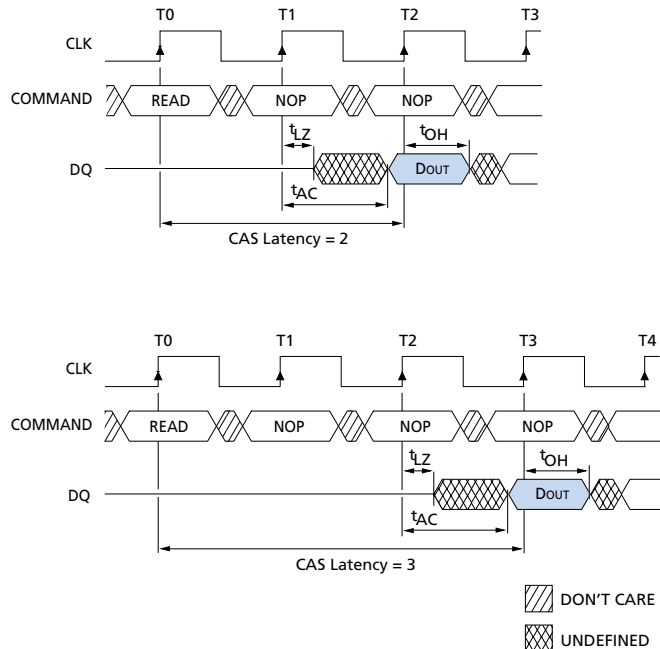 T0 T1 T2 T3
CLK
COMMAND READ NOP NOP
tLZ tOH
DQ DOUT
tAC
CAS Latency = 2
T0 T1 T2 T3 T4
CLK
COMMAND READ NOP NOP NOP
tLZ tOH
DQ DOUT
tAC
CAS Latency = 3
DON'T CARE
UNDEFINED